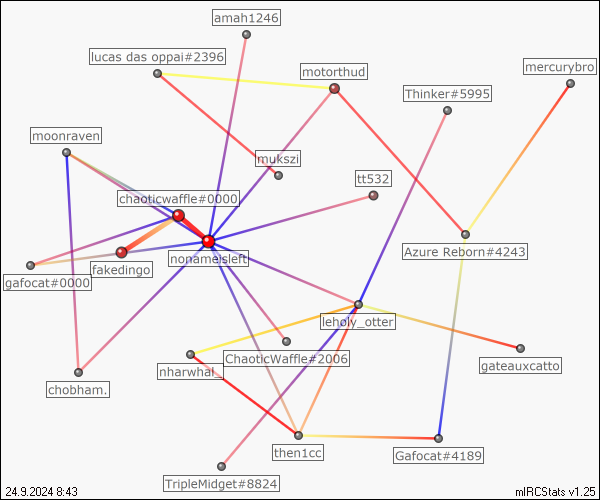 amah1246
lucas das oppai#2396
motorthud
mercurybro
Thinker#5995
moonraven
mukszi
tt532
chaoticwaffle#0000
Azure Reborn#4243
nonameisleft
fakedingo
gafocat#0000
leholy_otter
ChaoticWaffle#2006
gateauxcatto
nharwhal_
chobham.
then1cc
Gafocat#4189
TripleMidget#8824
24.9.2024 8:43
mIRCStats v1.25